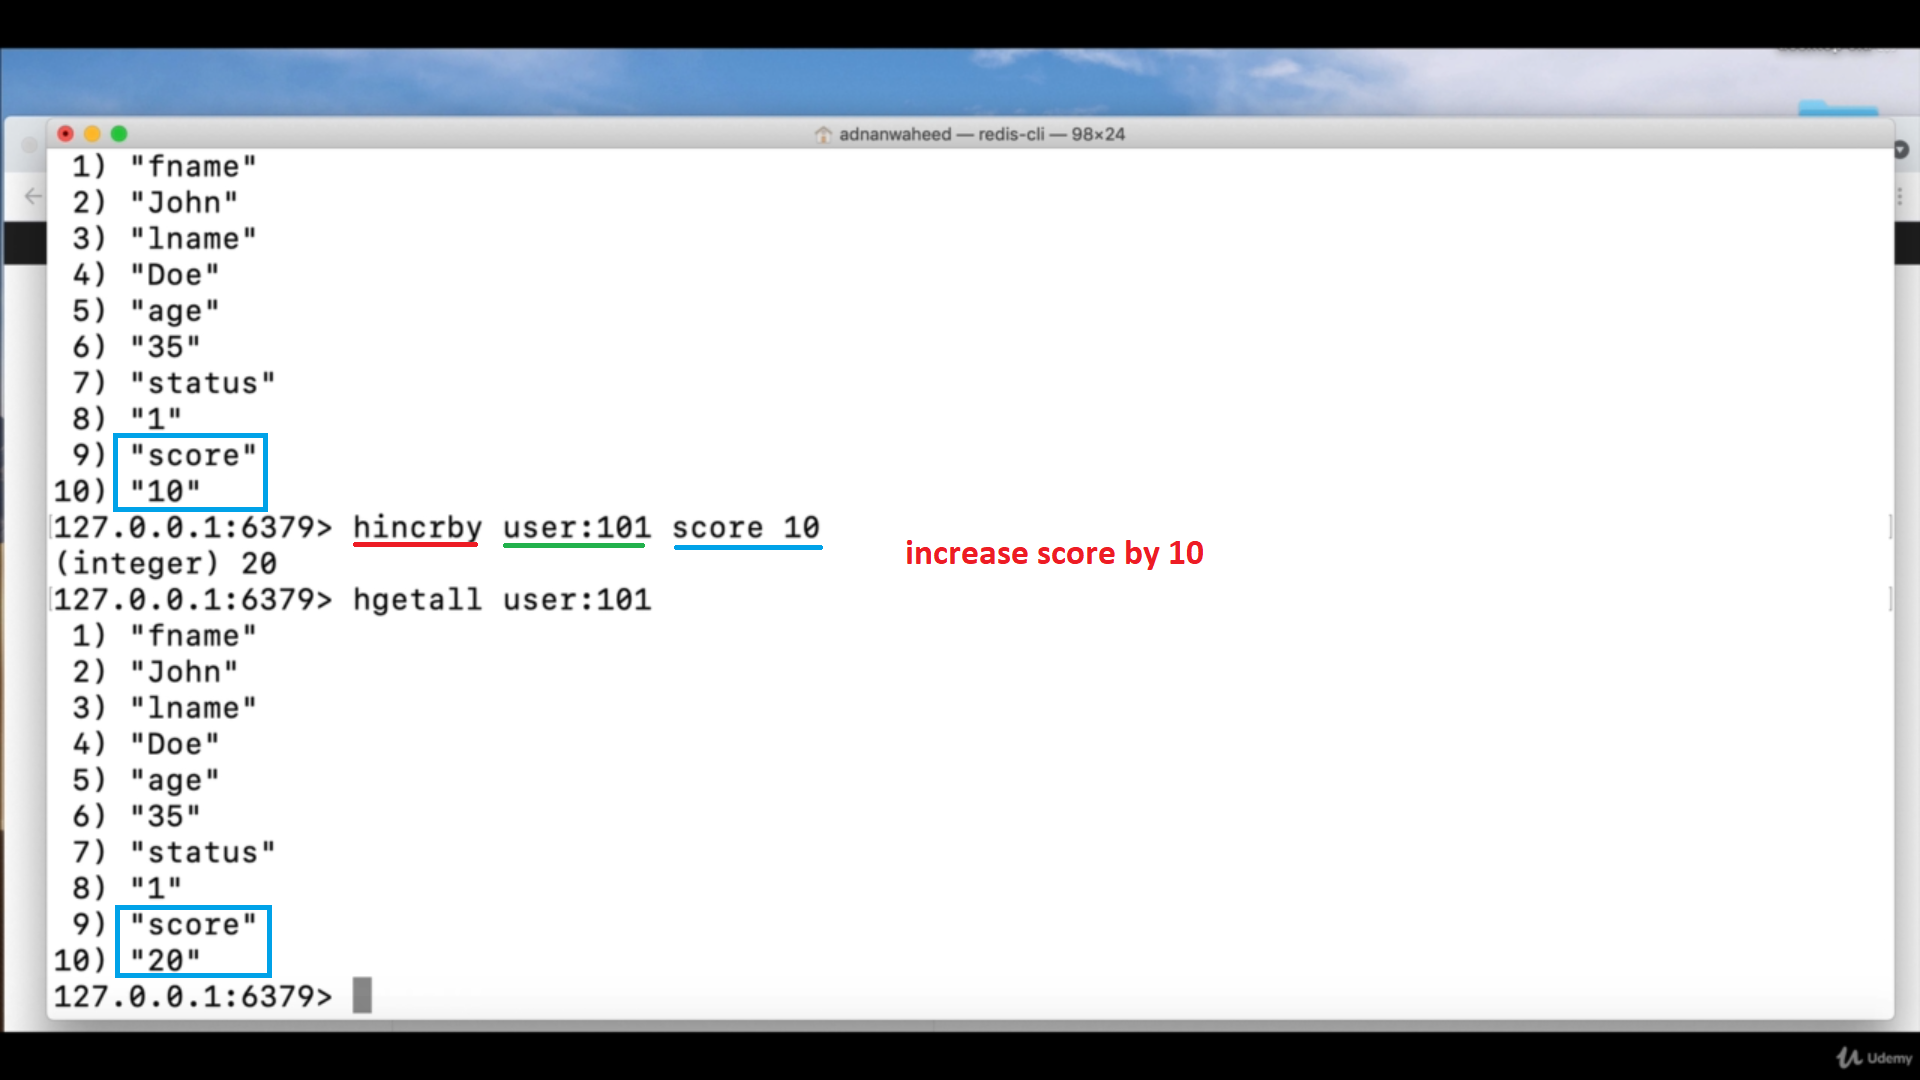 adnanwaheed — redis-cli — 98×24
1) "fname"
2) "John"
3) "lname"
4) "Doe"
5) "age"
6) "35"
7) "status"
8) "1"
9) "score"
10) "10"
[127.0.0.1:6379> hincrby user:101 score 10 ]
increase score by 10
(integer) 20
[127.0.0.1:6379> hgetall user:101 ]
1) "fname"
2) "John"
3) "lname"
4) "Doe"
5) "age"
6) "35"
7) "status"
8) "1"
9) "score"
10) "20"
127.0.0.1:6379>
Udemy